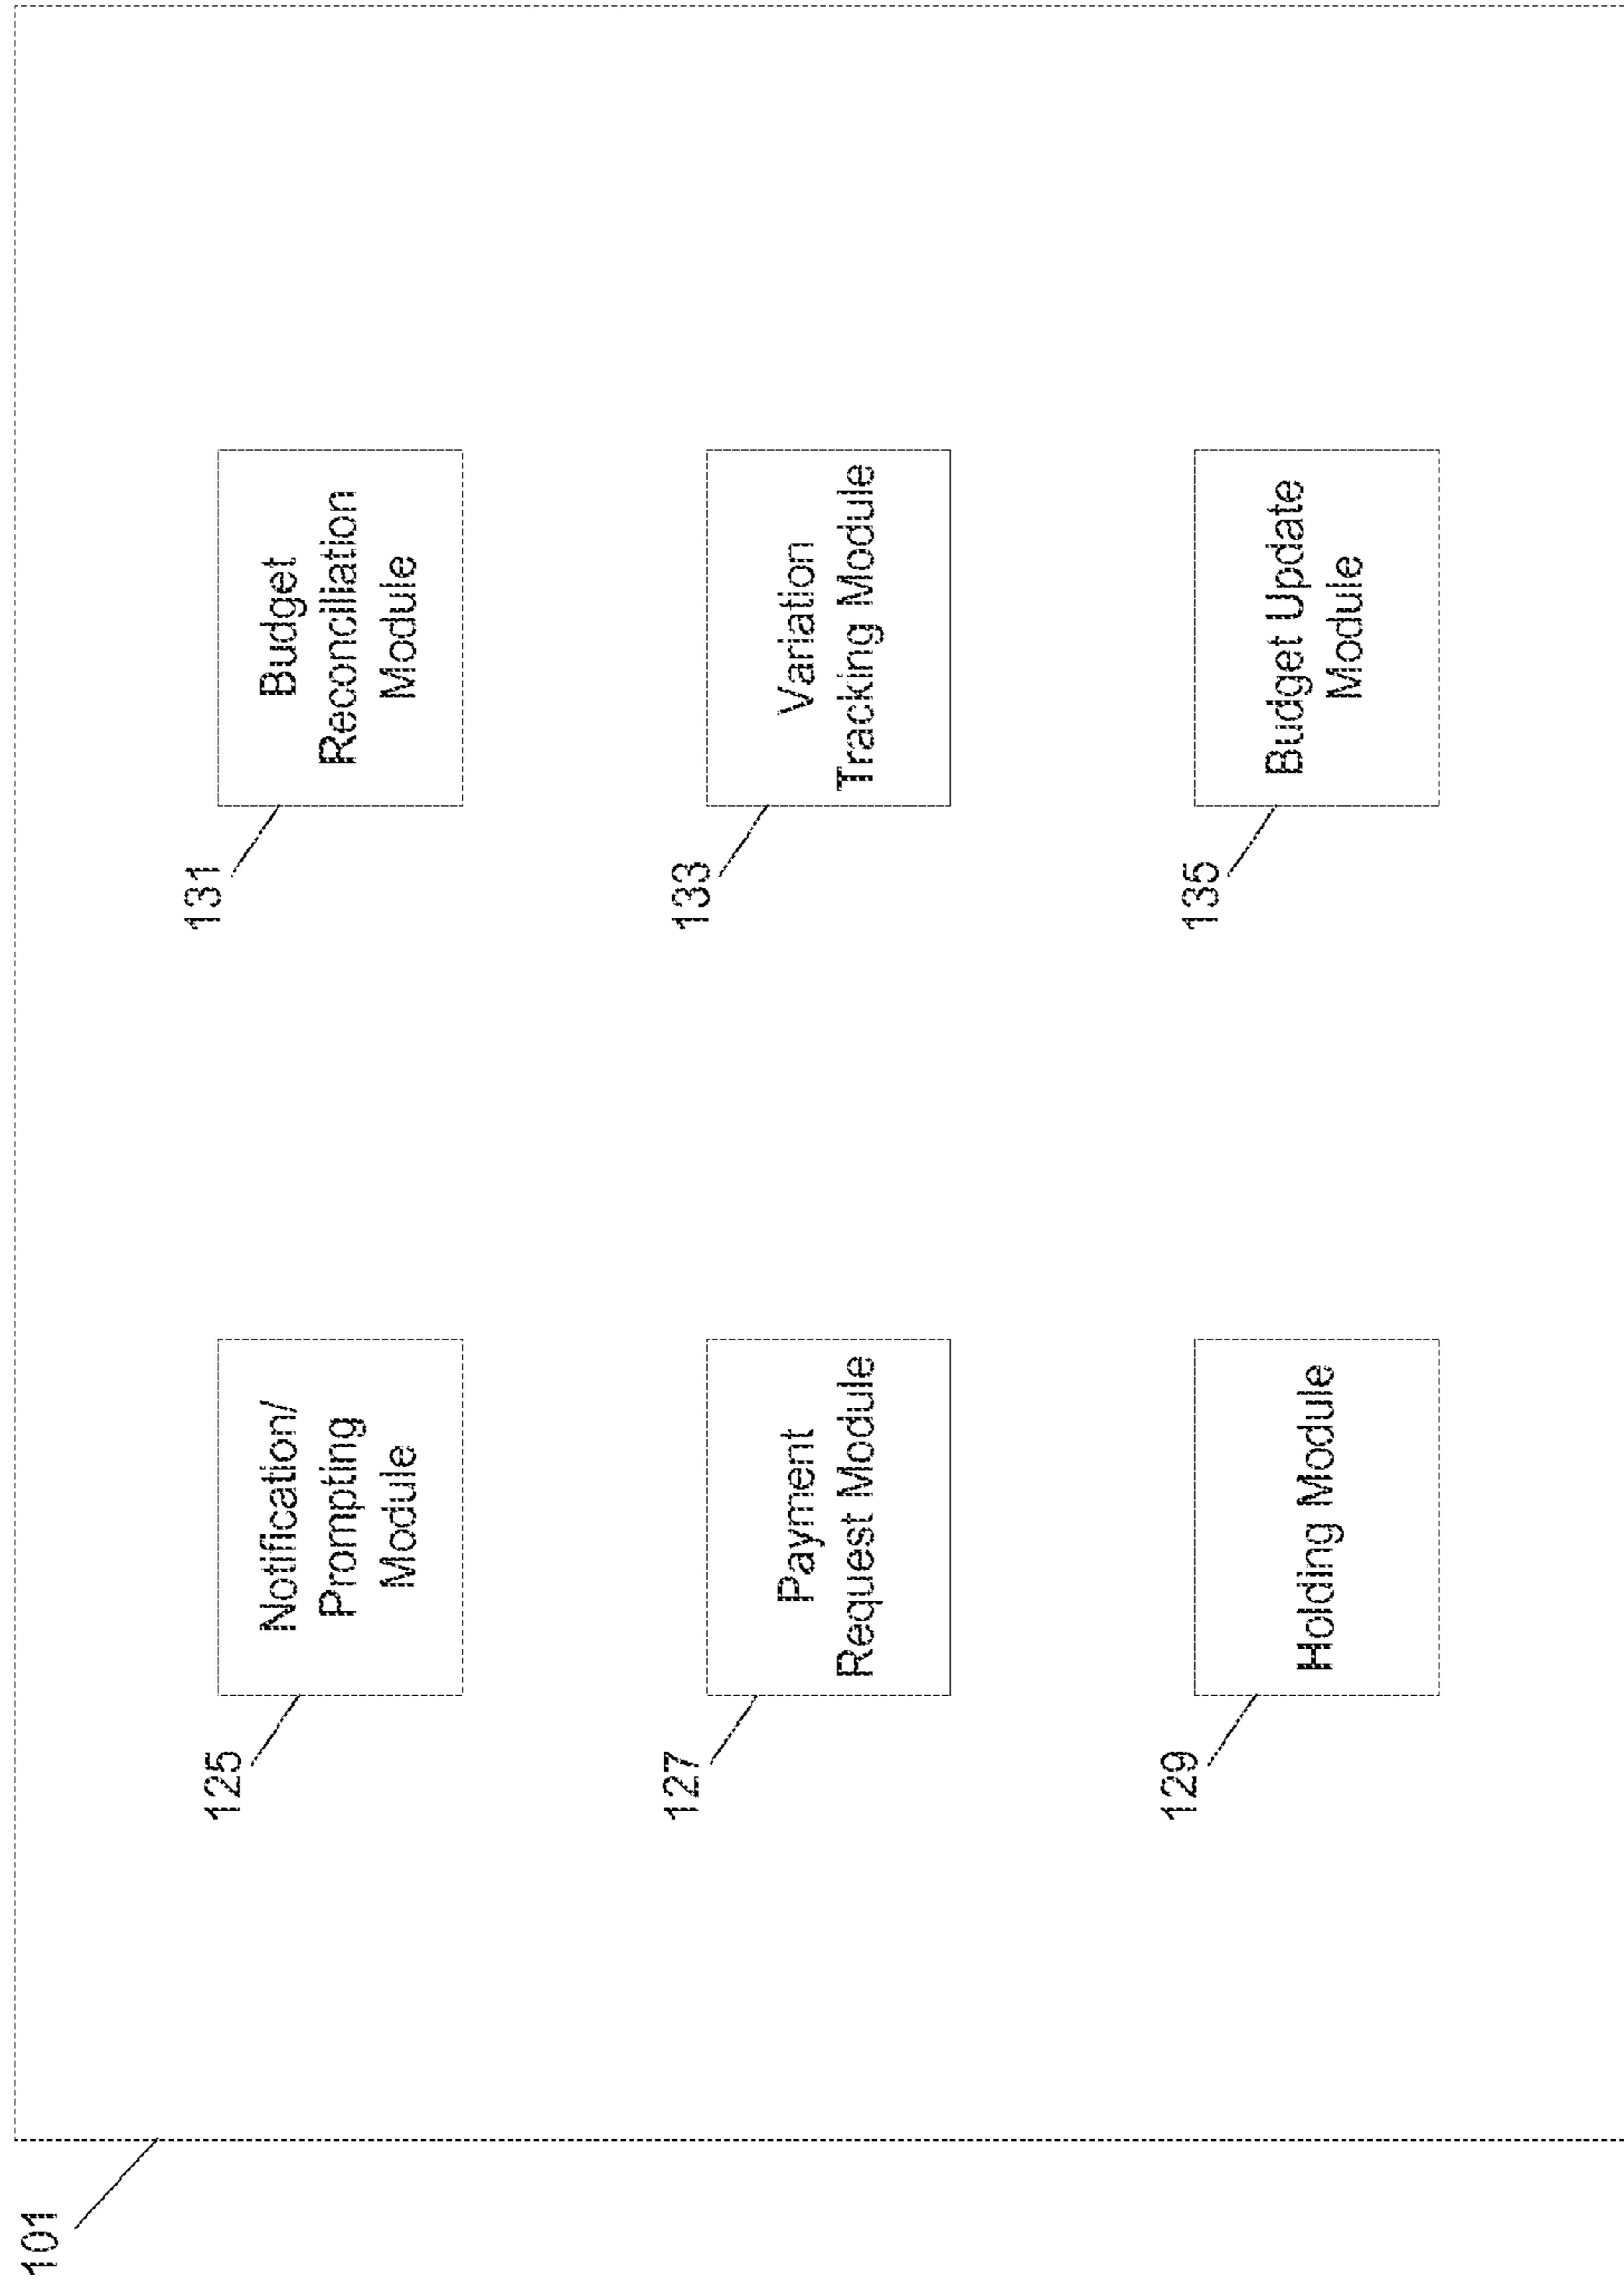 101
125
Notification/
Prompting
Module
131
Budget
Reconciliation
Module
127
Payment
Request Module
133
Variation
Tracking Module
129
Holding Module
135
Budget Update
Module